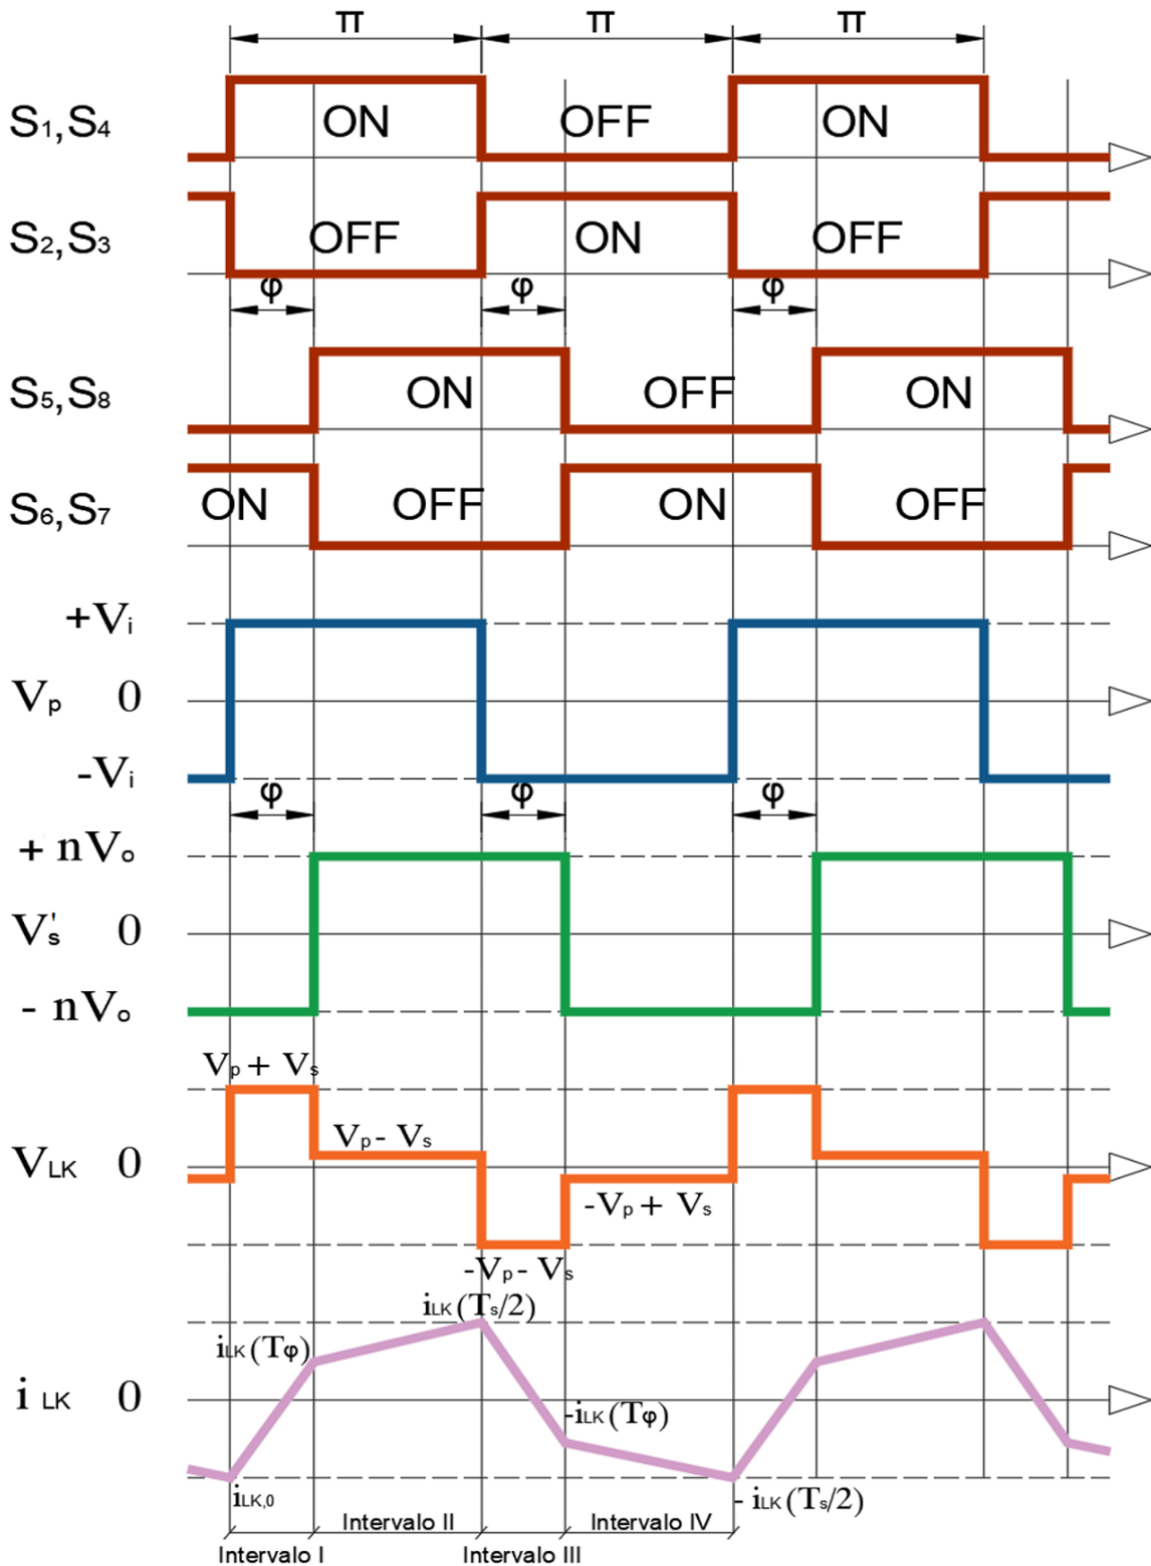 π π π
S1,S4 ON OFF ON
S2,S3 OFF ON OFF
φ φ φ
S5,S8 ON OFF ON
S6,S7 ON OFF ON OFF
+Vi
Vp 0
-Vi
φ φ φ
+ nVo
Vs' 0
- nVo
Vp + Vs
Vp - Vs
VLK 0
-Vp + Vs
-Vp - Vs
iLK (Ts/2)
iLK (Tφ)
i LK 0
-iLK (Tφ)
iLK,0
- iLK (Ts/2)
Intervalo II Intervalo IV
Intervalo I Intervalo III